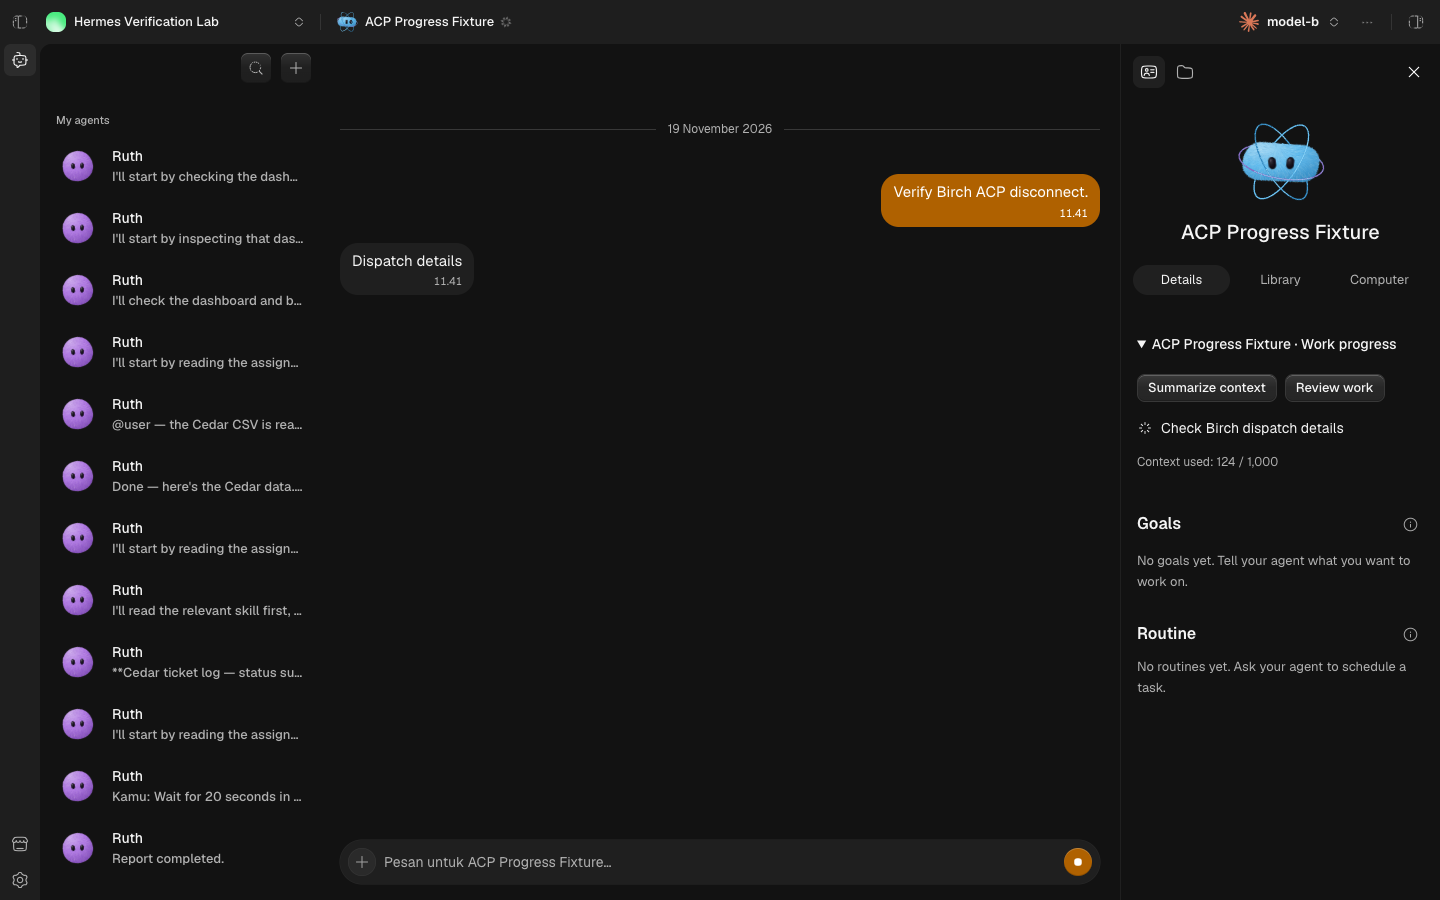 Hermes Verification Lab
ACP Progress Fixture
model-b
My agents
Ruth
I'll start by checking the dash...
Ruth
I'll start by inspecting that das...
Ruth
I'll check the dashboard and b...
Ruth
I'll start by reading the assign...
Ruth
@user — the Cedar CSV is rea...
Ruth
Done — here's the Cedar data....
Ruth
I'll start by reading the assign...
Ruth
I'll read the relevant skill first, ...
Ruth
**Cedar ticket log — status su...
Ruth
I'll start by reading the assign...
Ruth
Kamu: Wait for 20 seconds in ...
Ruth
Report completed.
19 November 2026
Verify Birch ACP disconnect.
11.41
Dispatch details
11.41
Pesan untuk ACP Progress Fixture...
ACP Progress Fixture
Details
Library
Computer
ACP Progress Fixture · Work progress
Summarize context
Review work
Check Birch dispatch details
Context used: 124 / 1,000
Goals
No goals yet. Tell your agent what you want to
work on.
Routine
No routines yet. Ask your agent to schedule a
task.